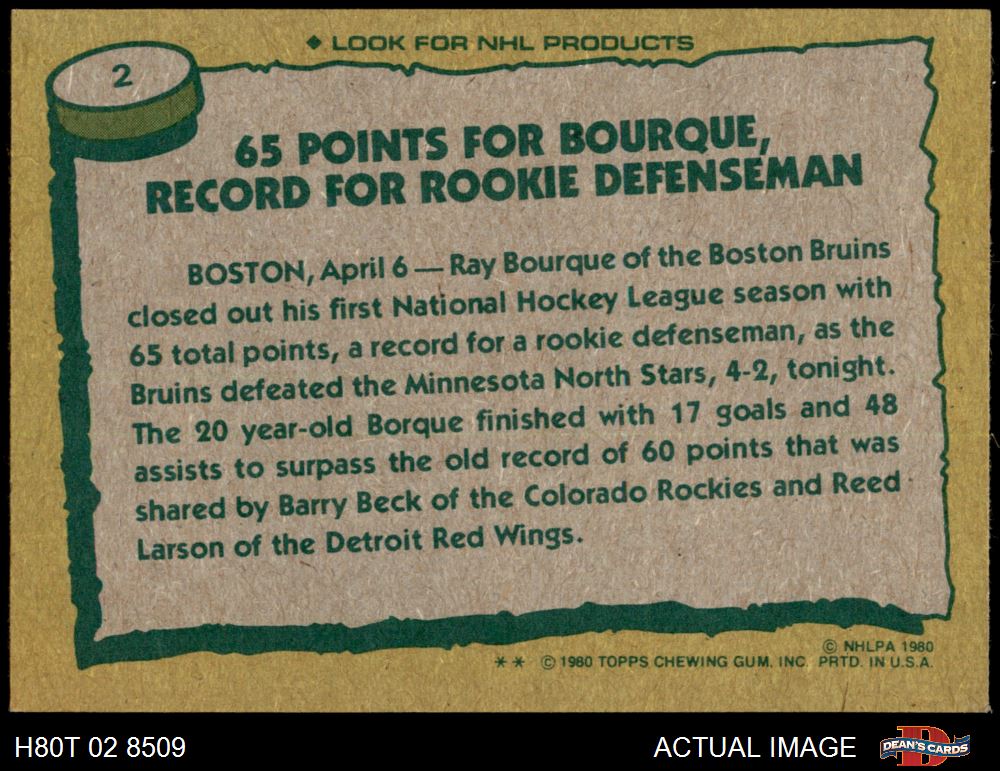 ◆ LOOK FOR NHL PRODUCTS
2
65 POINTS FOR BOURQUE,
RECORD FOR ROOKIE DEFENSEMAN
BOSTON, April 6 — Ray Bourque of the Boston Bruins
closed out his first National Hockey League season with
65 total points, a record for a rookie defenseman, as the
Bruins defeated the Minnesota North Stars, 4-2, tonight.
The 20 year-old Borque finished with 17 goals and 48
assists to surpass the old record of 60 points that was
shared by Barry Beck of the Colorado Rockies and Reed
Larson of the Detroit Red Wings.
© NHLPA 1980
** © 1980 TOPPS CHEWING GUM, INC. PRTD. IN U.S.A.
H80T 02 8509
ACTUAL IMAGE
DEAN'S CARDS